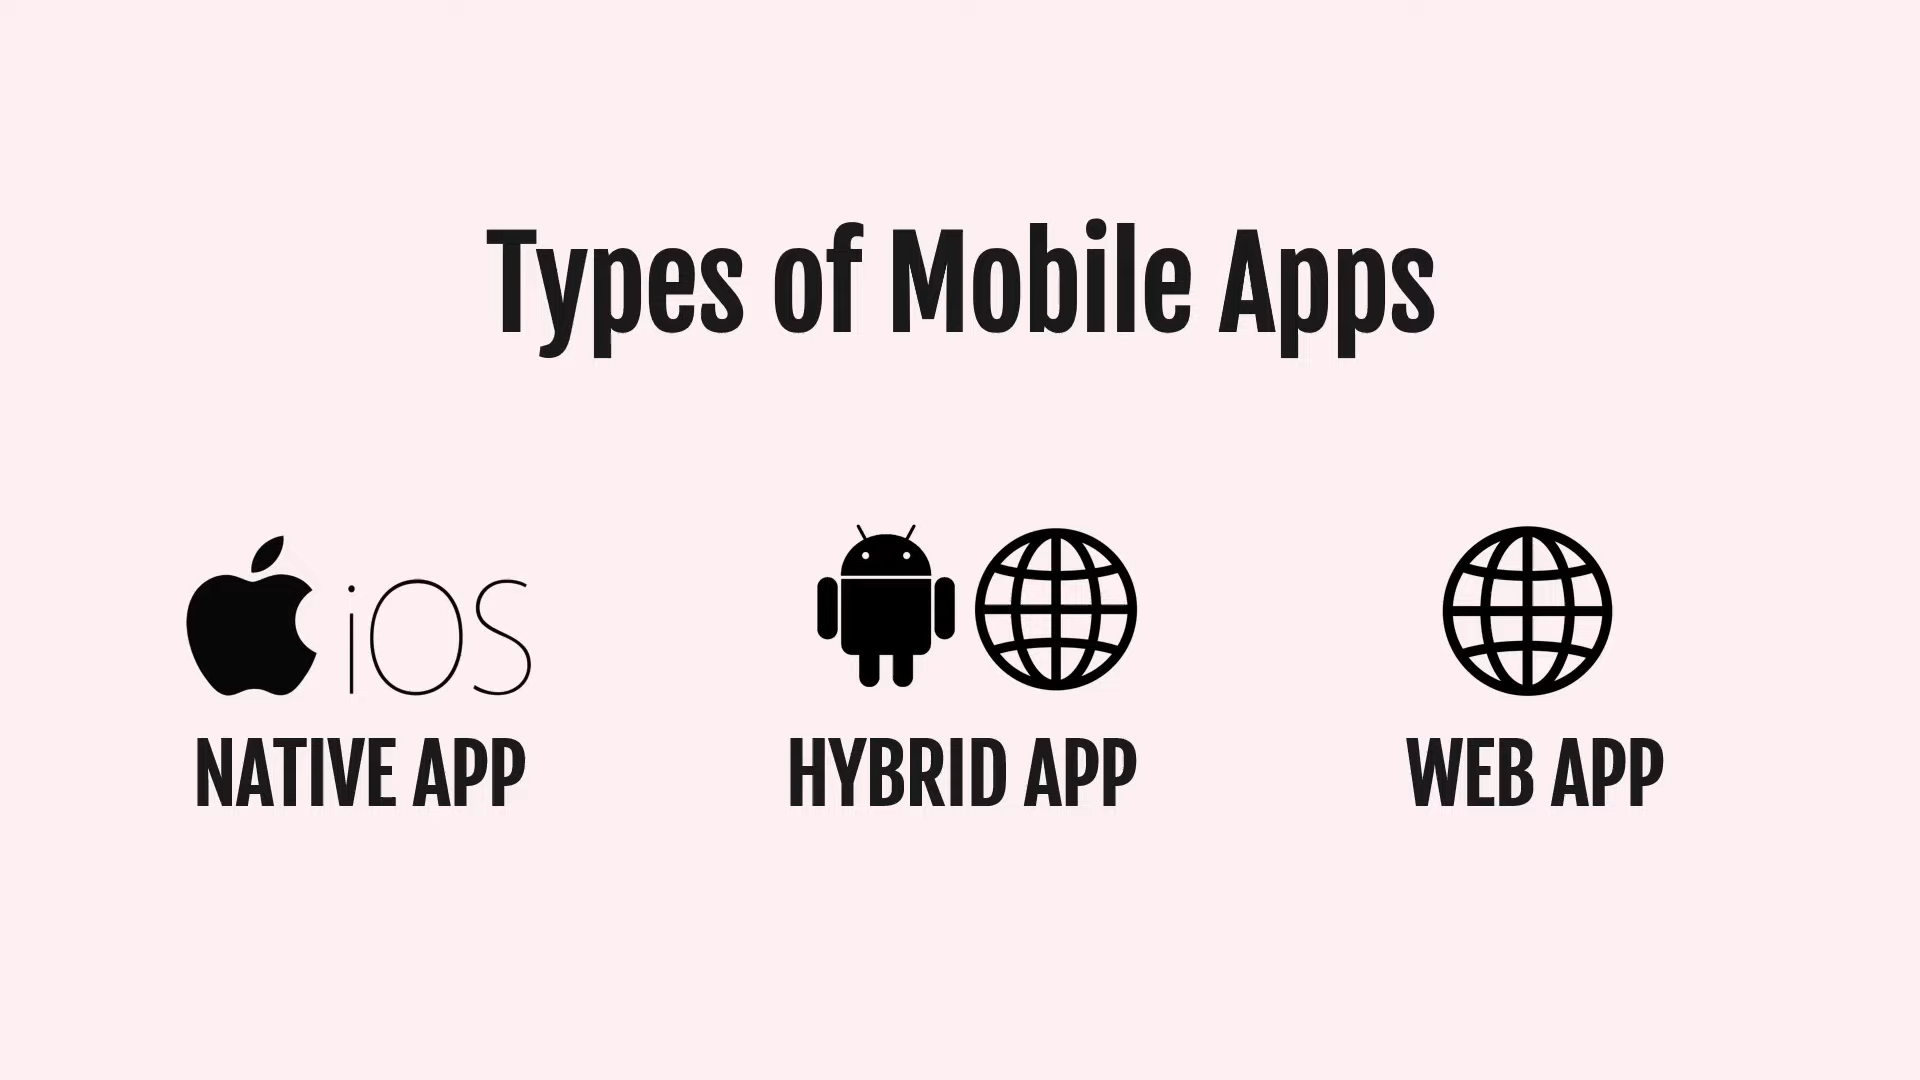 Types of Mobile Apps
iOS
NATIVE APP
HYBRID APP
WEB APP